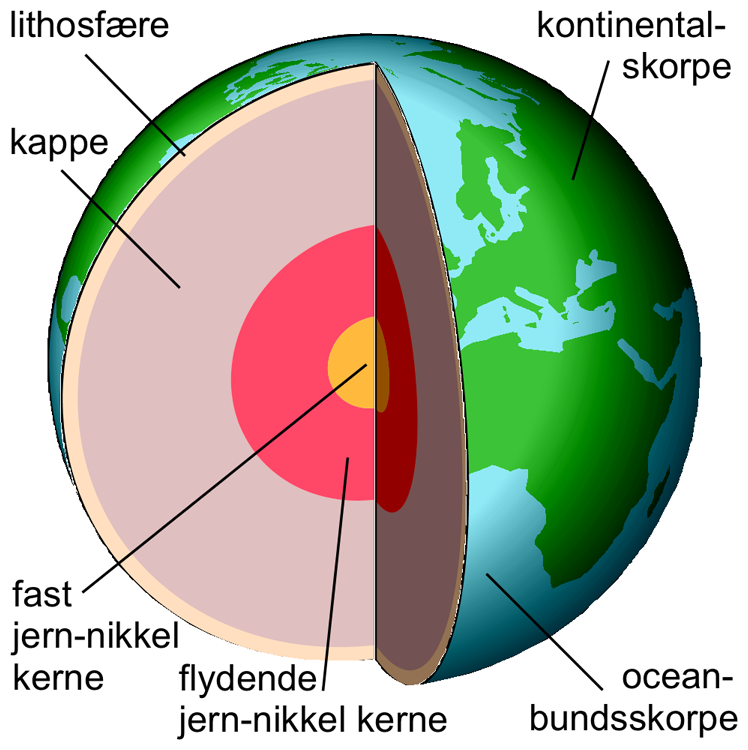 lithosfære
kontinental-
skorpe
kappe
fast
jern-nikkel
kerne
flydende
jern-nikkel kerne
ocean-
bundsskorpe